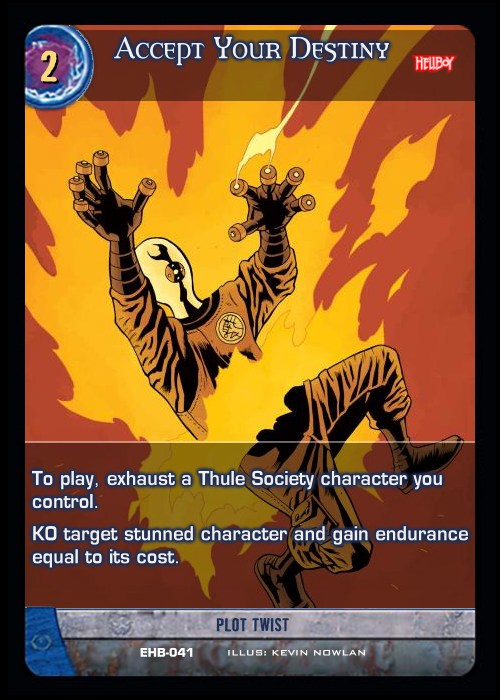 2
Accept Your Destiny
HELLBOY
To play, exhaust a Thule Society character you
control.
KO target stunned character and gain endurance
equal to its cost.
PLOT TWIST
EHB-041 ILLUS: KEVIN NOWLAN